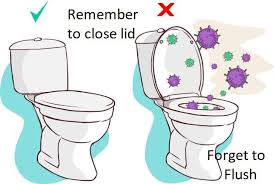 Remember
to close lid
Forget to
Flush